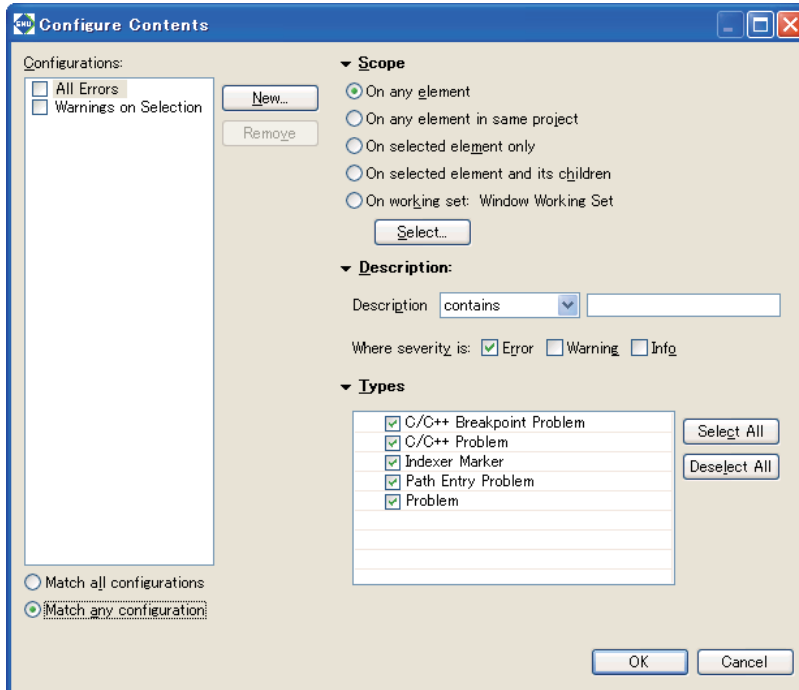 GNU Configure Contents
Configurations:
All Errors
Warnings on Selection
New...
Remove
Match all configurations
Match any configuration
Scope
On any element
On any element in same project
On selected element only
On selected element and its children
On working set: Window Working Set
Select...
Description:
Description contains
Where severity is: Error Warning Info
Types
C/C++ Breakpoint Problem
C/C++ Problem
Indexer Marker
Path Entry Problem
Problem
Select All
Deselect All
OK Cancel